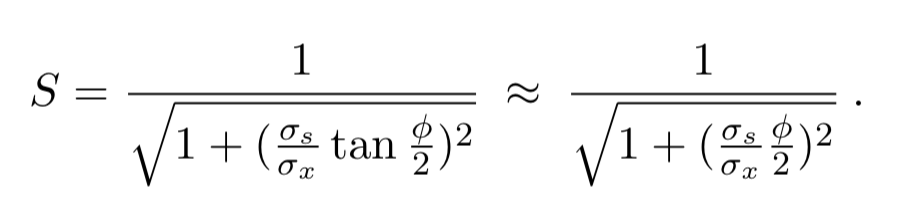 $S = \frac{1}{\sqrt{1 + (\frac{\sigma_s}{\sigma_x} \tan \frac{\phi}{2})^2}} \approx \frac{1}{\sqrt{1 + (\frac{\sigma_s}{\sigma_x} \frac{\phi}{2})^2}}.$